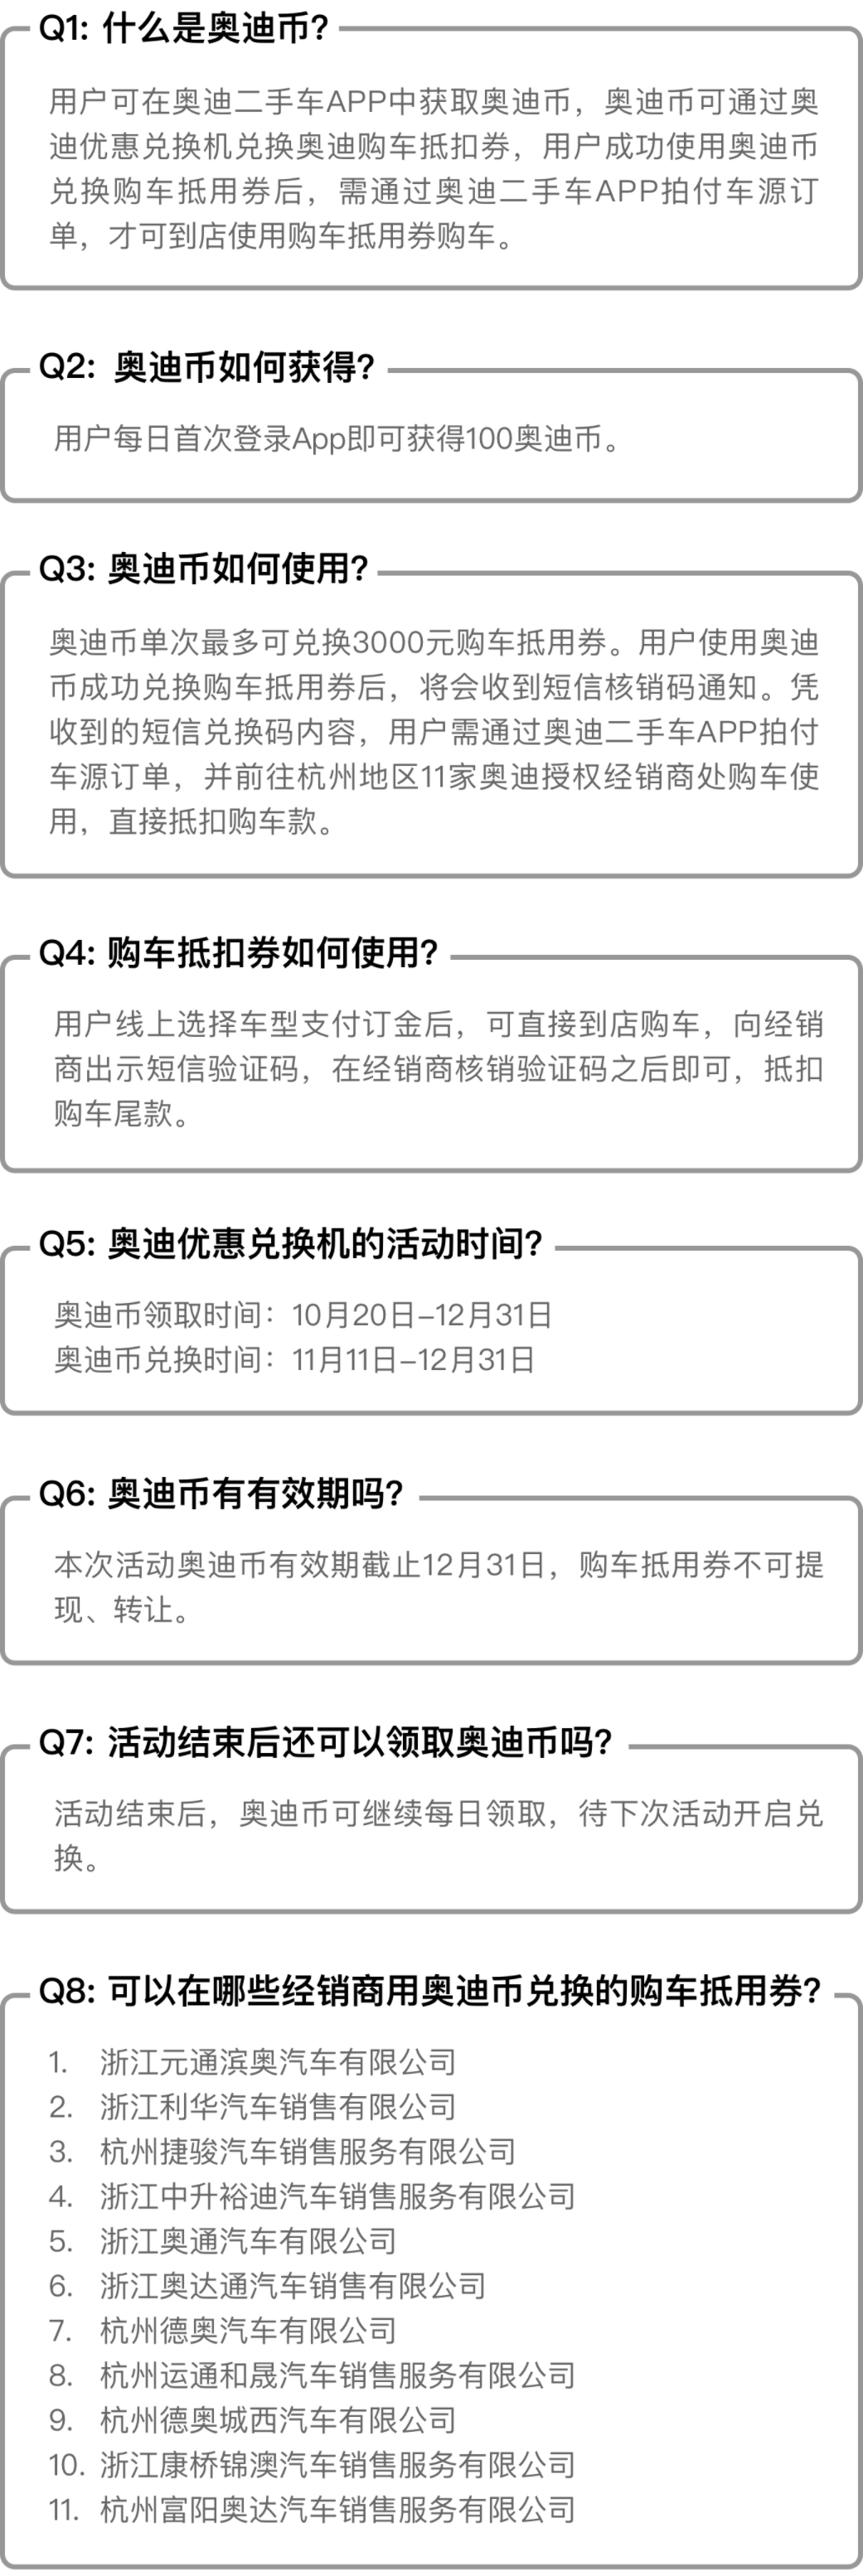 Q1: 什么是奥迪币?
用户可在奥迪二手车APP中获取奥迪币，奥迪币可通过奥
迪优惠兑换机兑换奥迪购车抵扣券，用户成功使用奥迪币
兑换购车抵用券后，需通过奥迪二手车APP拍付车源订
单，才可到店使用购车抵用券购车。
Q2: 奥迪币如何获得?
用户每日首次登录App即可获得100奥迪币。
Q3: 奥迪币如何使用?
奥迪币单次最多可兑换3000元购车抵用券。用户使用奥迪
币成功兑换购车抵用券后，将会收到短信核销码通知。凭
收到的短信兑换码内容，用户需通过奥迪二手车APP拍付
车源订单，并前往杭州地区11家奥迪授权经销商处购车使
用，直接抵扣购车款。
Q4: 购车抵扣券如何使用?
用户线上选择车型支付订金后，可直接到店购车，向经销
商出示短信验证码，在经销商核销验证码之后即可，抵扣
购车尾款。
Q5: 奥迪优惠兑换机的活动时间?
奥迪币领取时间：10月20日–12月31日
奥迪币兑换时间：11月11日–12月31日
Q6: 奥迪币有有效期吗?
本次活动奥迪币有效期截止12月31日，购车抵用券不可提
现、转让。
Q7: 活动结束后还可以领取奥迪币吗?
活动结束后，奥迪币可继续每日领取，待下次活动开启兑
换。
Q8: 可以在哪些经销商用奥迪币兑换的购车抵用券?
1. 浙江元通滨奥汽车有限公司
2. 浙江利华汽车销售有限公司
3. 杭州捷骏汽车销售服务有限公司
4. 浙江中升裕迪汽车销售服务有限公司
5. 浙江奥通汽车有限公司
6. 浙江奥达通汽车销售有限公司
7. 杭州德奥汽车有限公司
8. 杭州运通和晟汽车销售服务有限公司
9. 杭州德奥城西汽车有限公司
10. 浙江康桥锦澳汽车销售服务有限公司
11. 杭州富阳奥达汽车销售服务有限公司